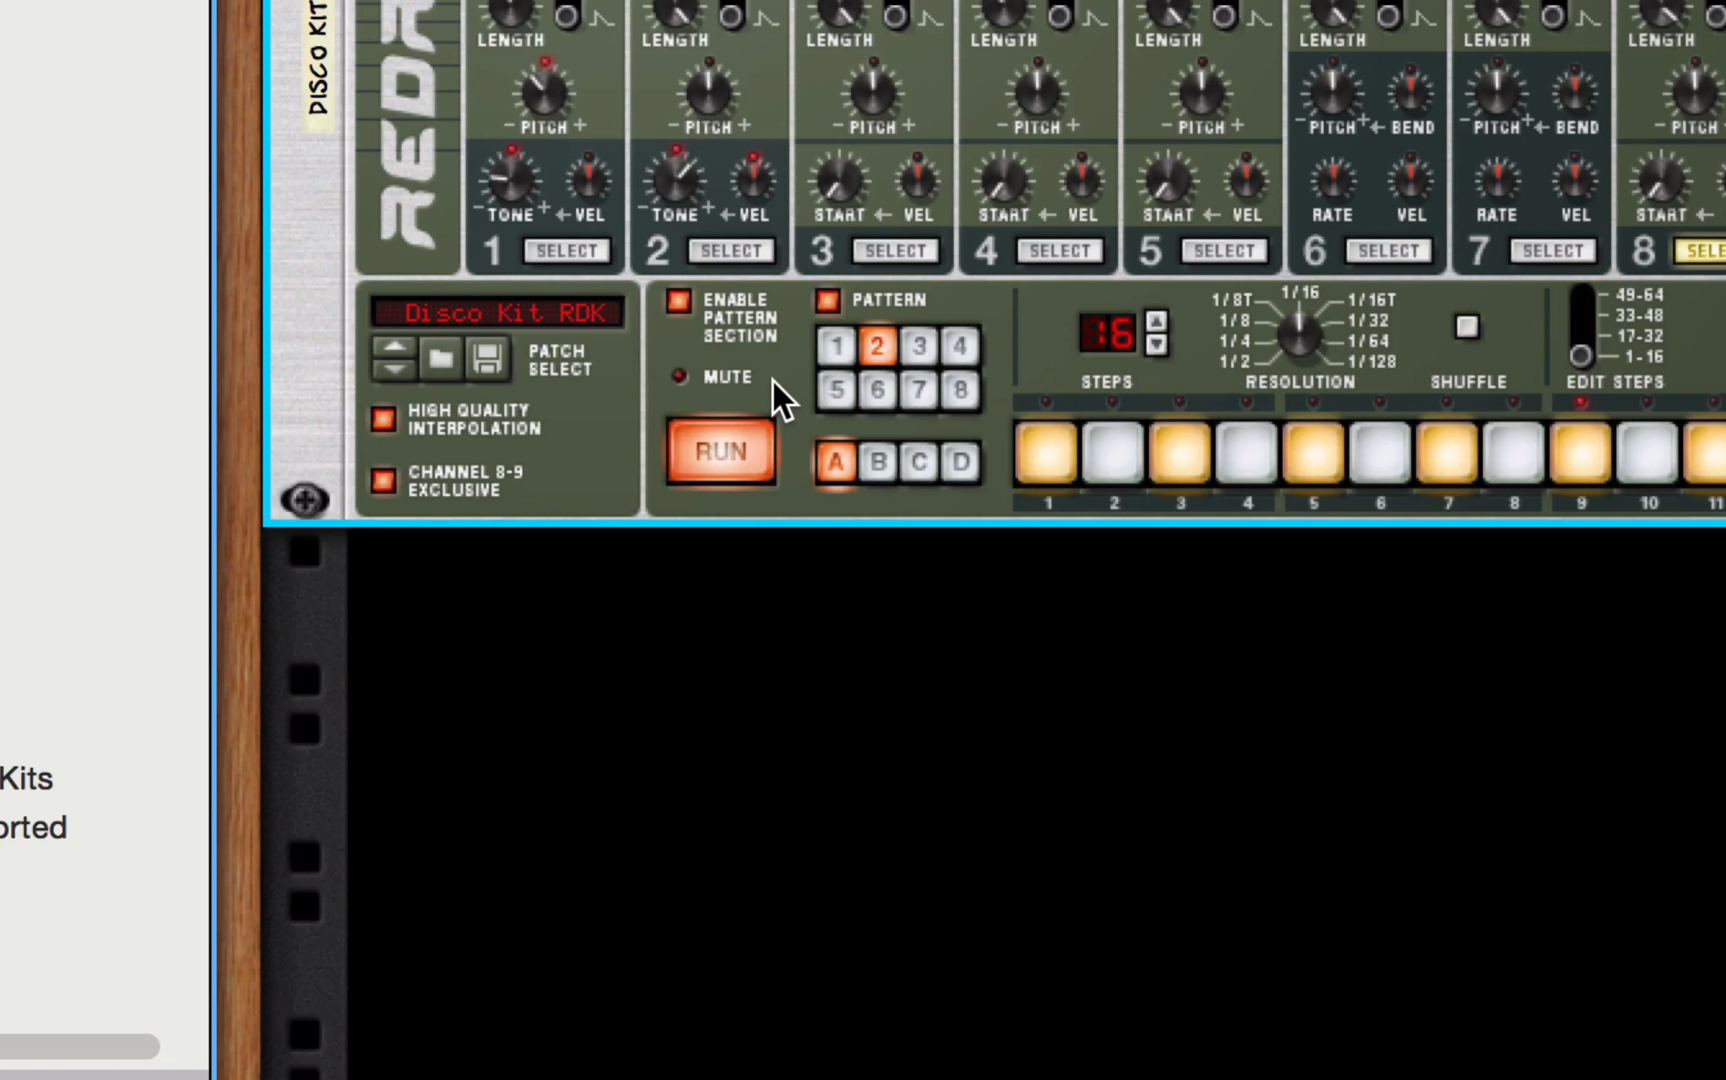 DISCO KIT
LENGTH LENGTH LENGTH LENGTH LENGTH LENGTH LENGTH LENGTH
- PITCH + - PITCH + - PITCH + - PITCH + - PITCH + - PITCH + ← BEND - PITCH + ← BEND - PITCH
- TONE + ← VEL - TONE + ← VEL START ← VEL START ← VEL START ← VEL RATE VEL RATE VEL START ←
1 SELECT 2 SELECT 3 SELECT 4 SELECT 5 SELECT 6 SELECT 7 SELECT 8
Disco Kit RDK
PATCH
SELECT
HIGH QUALITY
INTERPOLATION
CHANNEL 8-9
EXCLUSIVE
ENABLE
PATTERN
SECTION
MUTE
RUN
PATTERN
1 2 3 4
5 6 7 8
A B C D
16
STEPS
1/16
1/8T 1/16T
1/8 1/32
1/4 1/64
1/2 1/128
RESOLUTION
SHUFFLE
49-64
33-48
17-32
1-16
EDIT STEPS
1 2 3 4 5 6 7 8 9 10 11
Kits